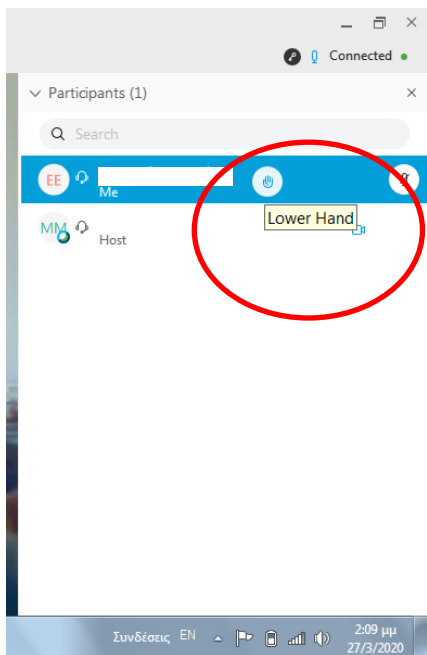 Connected
Participants (1)
Search
EE
Me
Lower Hand
MM
Host
Συνδέσεις EN
2:09 μμ
27/3/2020